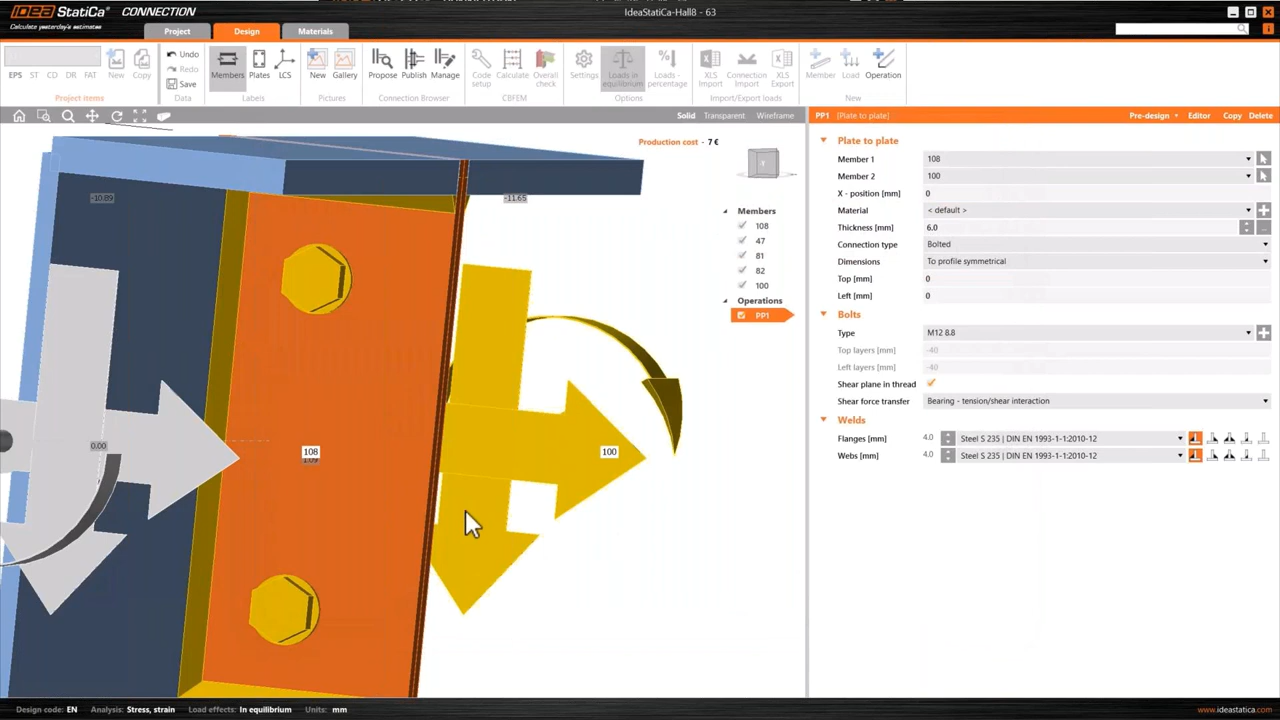 IDEA StatiCa® CONNECTION
Calculate yesterday's estimates
IdeaStatiCa-Hall8 - 63
Project Design Materials
EPS ST CD DR FAT New Copy
Project items
Undo
Redo
Save
Data
Members Plates LCS
Labels
New Gallery
Pictures
Propose Publish Manage
Connection Browser
Code setup Calculate Overall check
CBFEM
Settings Loads in equilibrium Loads - percentage
Options
XLS Import Connection Import XLS Export
Import/Export loads
Member Load Operation
New
Solid Transparent Wireframe
PP1 [Plate to plate]
Pre-design Editor Copy Delete
Production cost - 7 €
-Y
Members
108
47
81
82
100
Operations
PP1
-10.89
-11.65
0.00
108
100
Plate to plate
Member 1 108
Member 2 100
X - position [mm] 0
Material < default >
Thickness [mm] 6.0
Connection type Bolted
Dimensions To profile symmetrical
Top [mm] 0
Left [mm] 0
Bolts
Type M12 8.8
Top layers [mm] -40
Left layers [mm] -40
Shear plane in thread
Shear force transfer Bearing - tension/shear interaction
Welds
Flanges [mm] 4.0 Steel S 235 | DIN EN 1993-1-1:2010-12
Webs [mm] 4.0 Steel S 235 | DIN EN 1993-1-1:2010-12
Design code: EN Analysis: Stress, strain Load effects: In equilibrium Units: mm
www.ideastatica.com